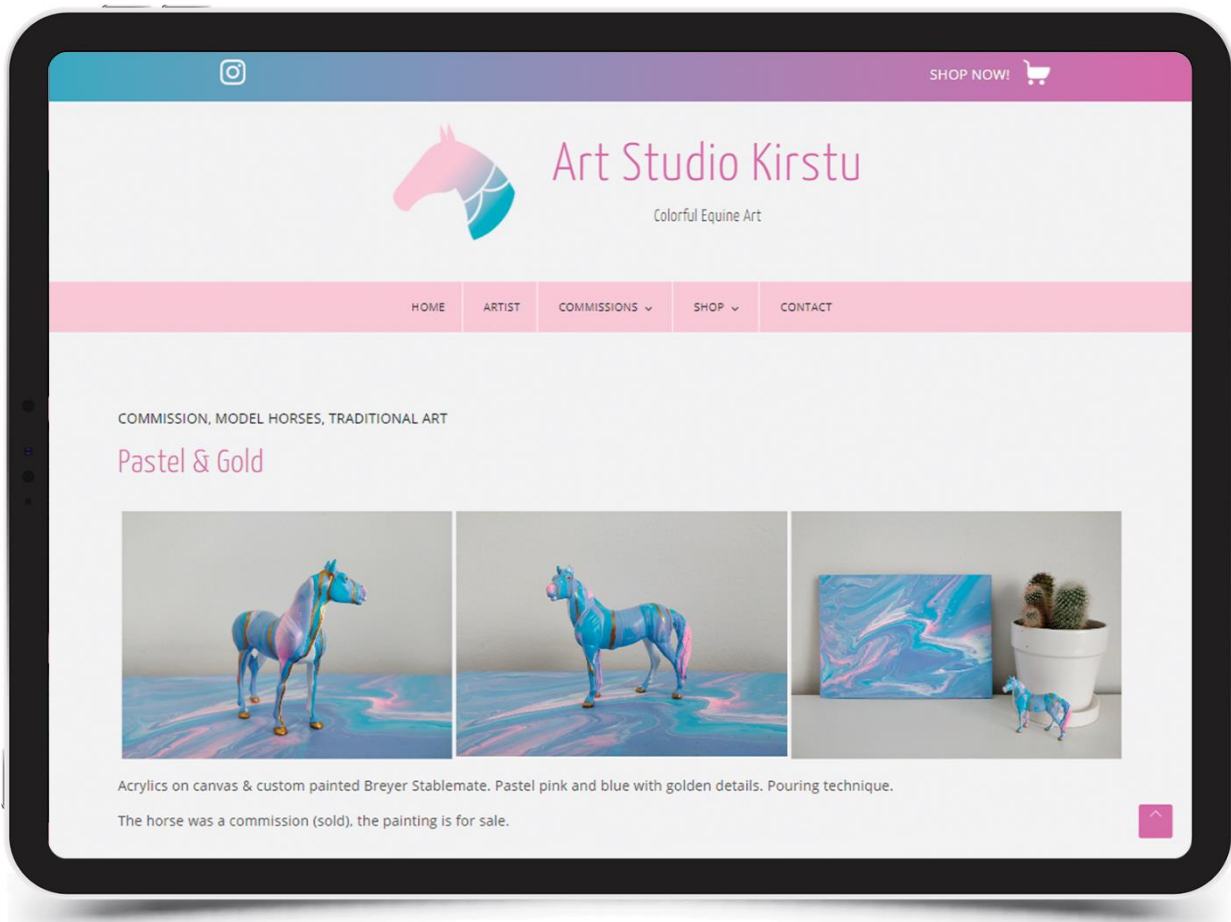 SHOP NOW!
Art Studio Kirstu
Colorful Equine Art
HOME ARTIST COMMISSIONS SHOP CONTACT
COMMISSION, MODEL HORSES, TRADITIONAL ART
Pastel & Gold
Acrylics on canvas & custom painted Breyer Stablemate. Pastel pink and blue with golden details. Pouring technique.
The horse was a commission (sold), the painting is for sale.